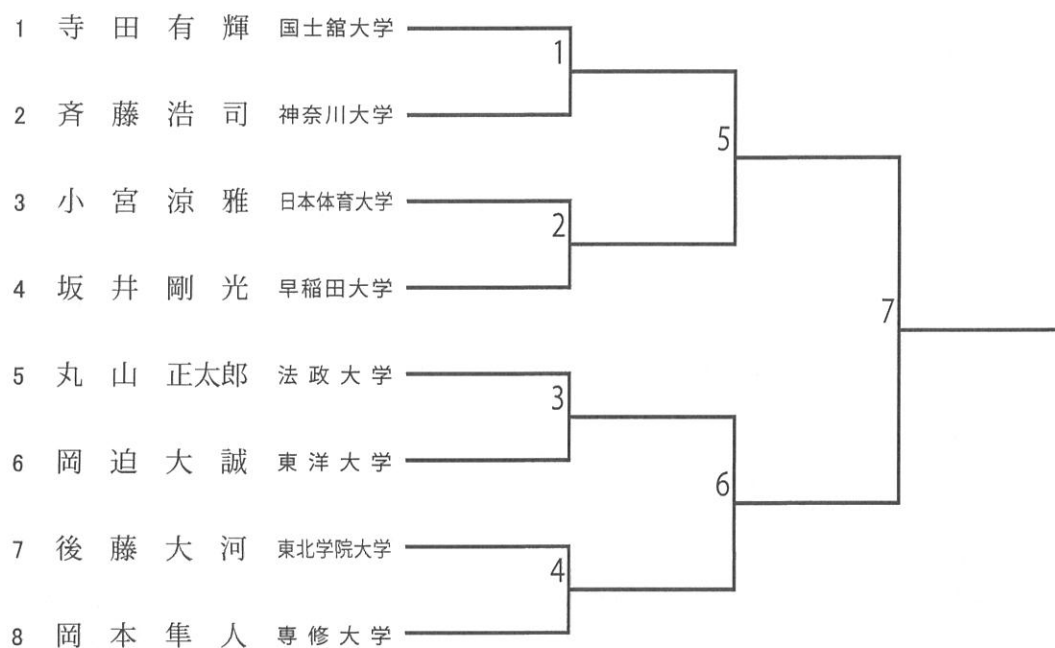 1 寺田有輝 国士舘大学
1
2 斉藤浩司 神奈川大学
5
3 小宮涼雅 日本体育大学
2
4 坂井剛光 早稲田大学
7
5 丸山正太郎 法政大学
3
6 岡迫大誠 東洋大学
6
7 後藤大河 東北学院大学
4
8 岡本隼人 専修大学